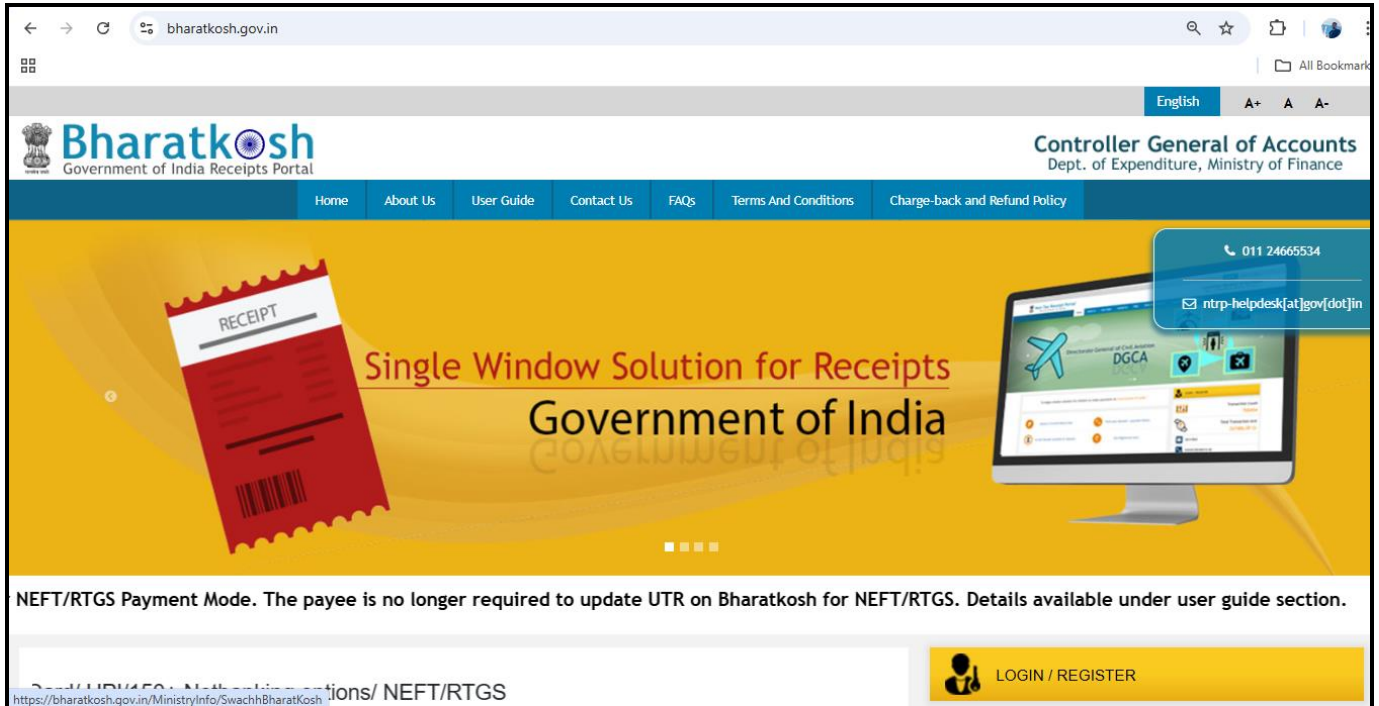 bharatkosh.gov.in
All Bookmark
English A+ A A-
Bharatkosh
Government of India Receipts Portal
Controller General of Accounts
Dept. of Expenditure, Ministry of Finance
Home About Us User Guide Contact Us FAQs Terms And Conditions Charge-back and Refund Policy
011 24665534
ntrp-helpdesk[at]gov[dot]in
RECEIPT
Single Window Solution for Receipts
Government of India
DGCA
NEFT/RTGS Payment Mode. The payee is no longer required to update UTR on Bharatkosh for NEFT/RTGS. Details available under user guide section.
LOGIN / REGISTER
options/ NEFT/RTGS
https://bharatkosh.gov.in/MinistryInfo/SwachhBharatKosh